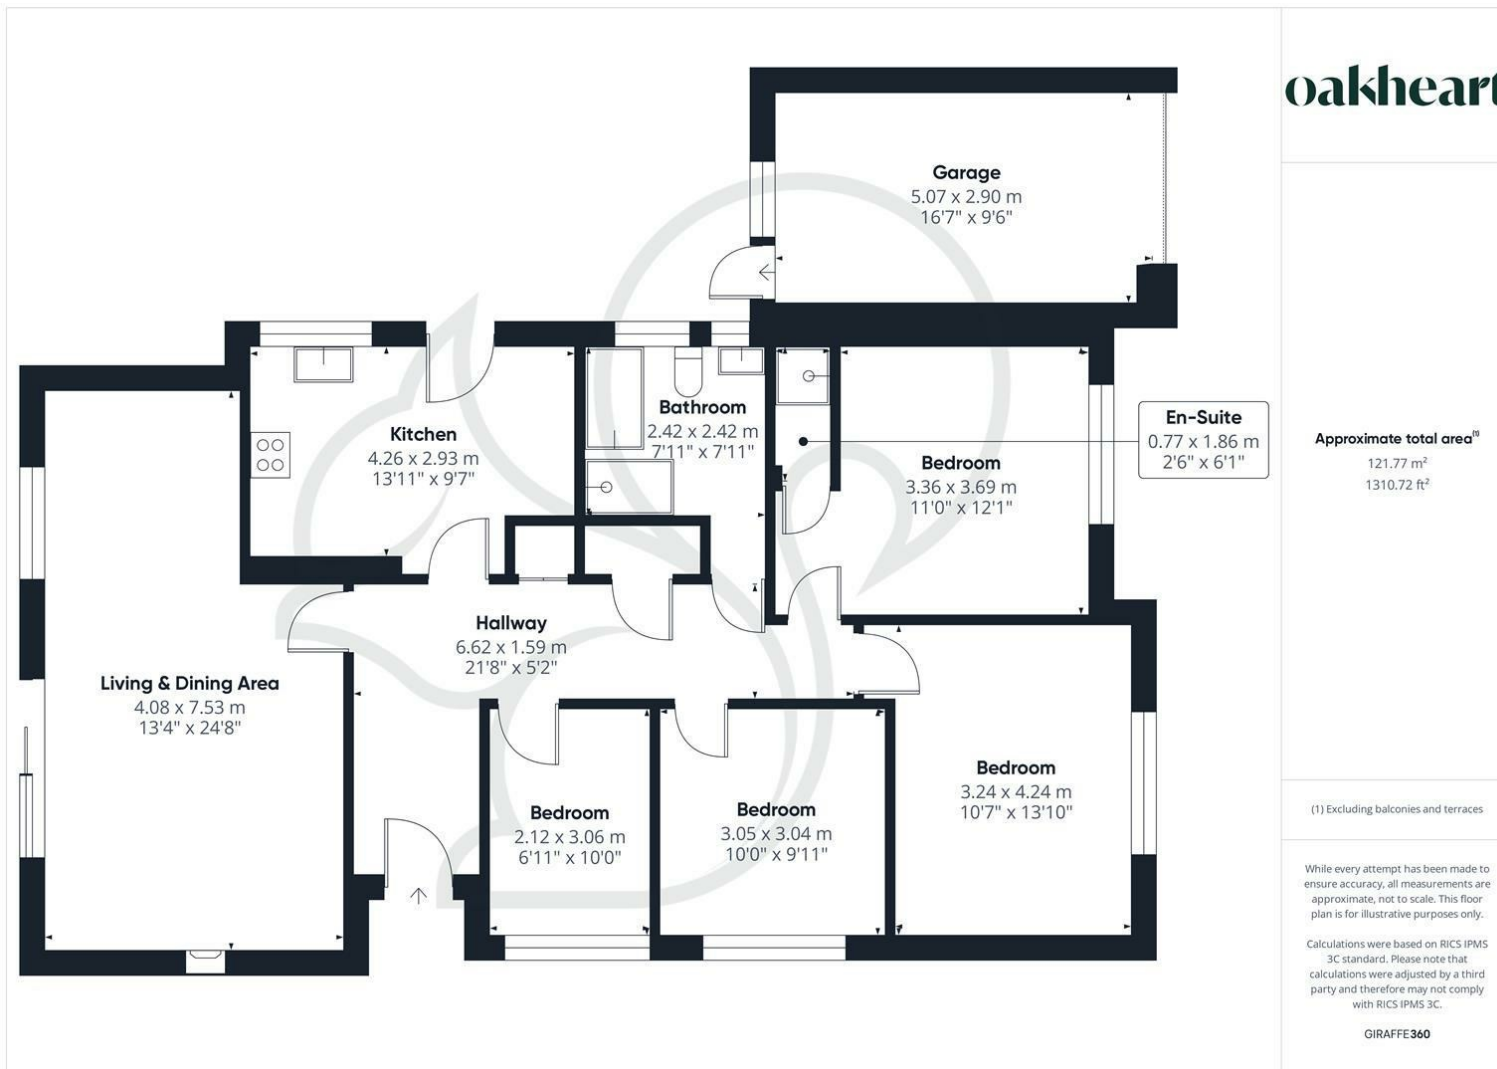 oakheart
Garage
5.07 x 2.90 m
16'7" x 9'6"
Kitchen
4.26 x 2.93 m
13'11" x 9'7"
Bathroom
2.42 x 2.42 m
7'11" x 7'11"
Bedroom
3.36 x 3.69 m
11'0" x 12'1"
En-Suite
0.77 x 1.86 m
2'6" x 6'1"
Hallway
6.62 x 1.59 m
21'8" x 5'2"
Living & Dining Area
4.08 x 7.53 m
13'4" x 24'8"
Bedroom
2.12 x 3.06 m
6'11" x 10'0"
Bedroom
3.05 x 3.04 m
10'0" x 9'11"
Bedroom
3.24 x 4.24 m
10'7" x 13'10"
Approximate total area⁽¹⁾
121.77 m²
1310.72 ft²
(1) Excluding balconies and terraces
While every attempt has been made to
ensure accuracy, all measurements are
approximate, not to scale. This floor
plan is for illustrative purposes only.
Calculations were based on RICS IPMS
3C standard. Please note that
calculations were adjusted by a third
party and therefore may not comply
with RICS IPMS 3C.
GIRAFFE360